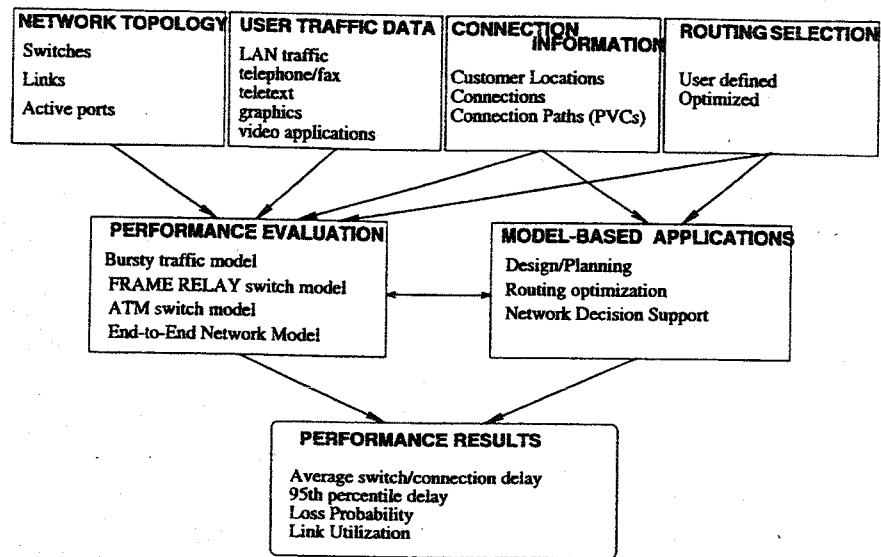 NETWORK TOPOLOGY
Switches
Links
Active ports
USER TRAFFIC DATA
LAN traffic
telephone/fax
teletext
graphics
video applications
CONNECTION
INFORMATION
Customer Locations
Connections
Connection Paths (PVCs)
ROUTING SELECTION
User defined
Optimized
PERFORMANCE EVALUATION
Bursty traffic model
FRAME RELAY switch model
ATM switch model
End-to-End Network Model
MODEL-BASED APPLICATIONS
Design/Planning
Routing optimization
Network Decision Support
PERFORMANCE RESULTS
Average switch/connection delay
95th percentile delay
Loss Probability
Link Utilization